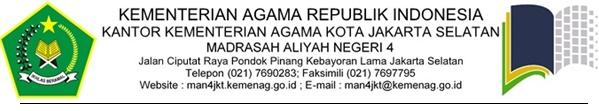 KEMENTERIAN AGAMA REPUBLIK INDONESIA
KANTOR KEMENTERIAN AGAMA KOTA JAKARTA SELATAN
MADRASAH ALIYAH NEGERI 4
Jalan Ciputat Raya Pondok Pinang Kebayoran Lama Jakarta Selatan
Telepon (021) 7690283; Faksimili (021) 7697795
Website : man4jkt.kemenag.go.id ; E-mail : man4jkt@kemenag.go.id
IKHLAS BERAMAL